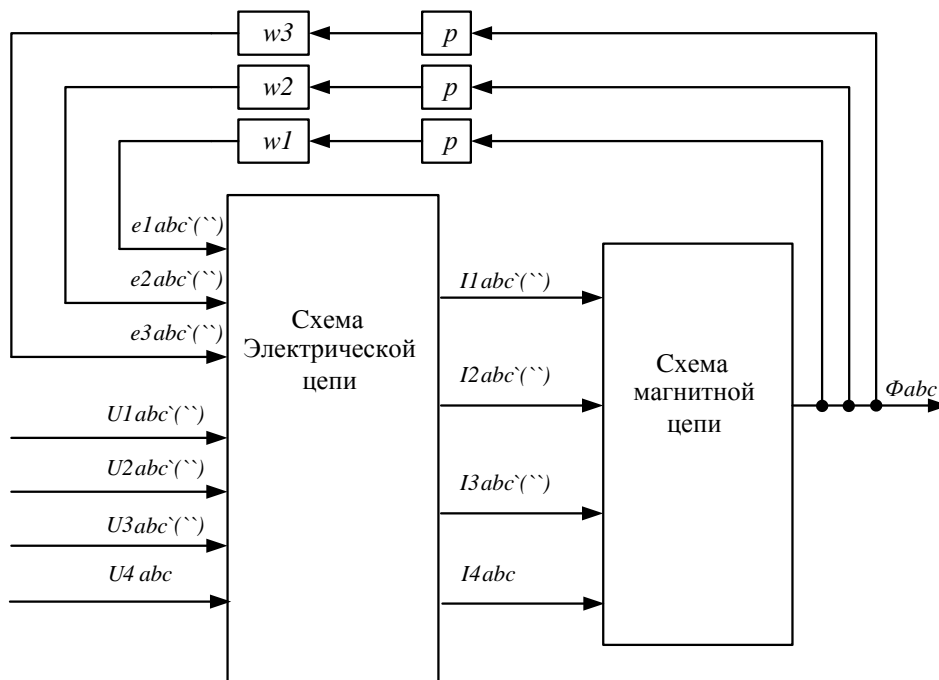 w3
p
w2
p
w1
p
e1abc`(``)
e2abc`(``)
e3abc`(``)
U1abc`(``)
U2abc`(``)
U3abc`(``)
U4 abc
Схема
Электрической
цепи
I1abc`(``)
I2abc`(``)
I3abc`(``)
I4abc
Схема
магнитной
цепи
Фabc